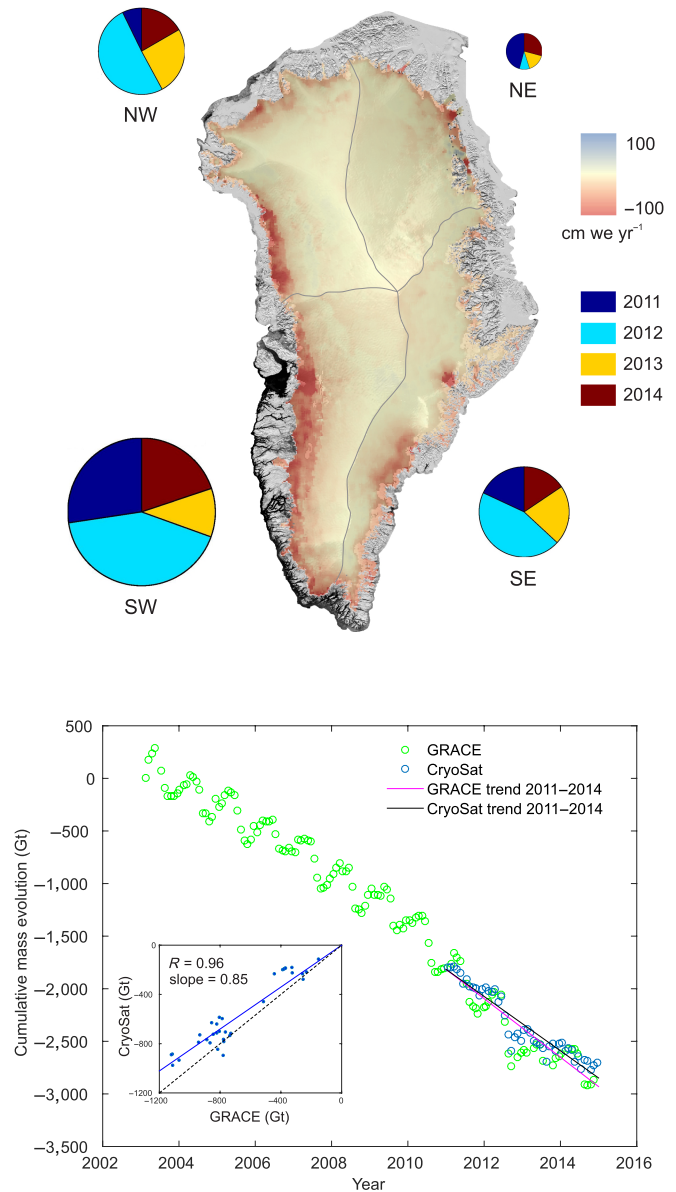 NW
NE
100
−100
cm we yr⁻¹
2011
2012
2013
2014
SW
SE
500
0
−500
−1,000
−1,500
−2,000
−2,500
−3,000
−3,500
Cumulative mass evolution (Gt)
GRACE
CryoSat
GRACE trend 2011–2014
CryoSat trend 2011–2014
R = 0.96
slope = 0.85
0
−400
−800
−1200
CryoSat (Gt)
−1200
−800
−400
0
GRACE (Gt)
2002
2004
2006
2008
2010
2012
2014
2016
Year